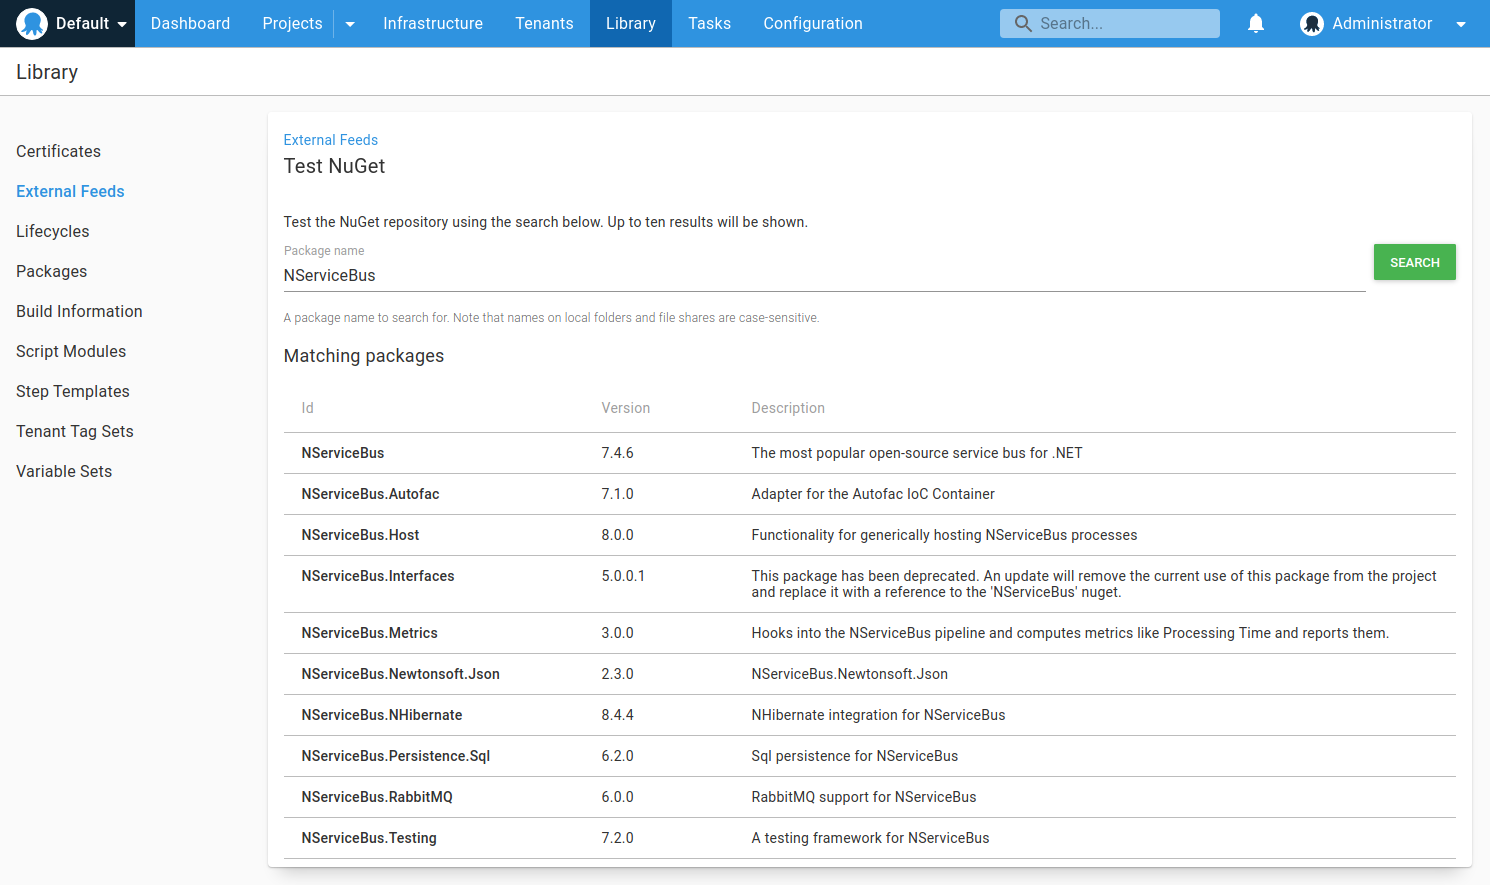 Default Dashboard Projects Infrastructure Tenants Library Tasks Configuration Search... Administrator
Library
Certificates
External Feeds
Lifecycles
Packages
Build Information
Script Modules
Step Templates
Tenant Tag Sets
Variable Sets
External Feeds
Test NuGet
Test the NuGet repository using the search below. Up to ten results will be shown.
Package name
NServiceBus
SEARCH
A package name to search for. Note that names on local folders and file shares are case-sensitive.
Matching packages
Id Version Description
NServiceBus 7.4.6 The most popular open-source service bus for .NET
NServiceBus.Autofac 7.1.0 Adapter for the Autofac IoC Container
NServiceBus.Host 8.0.0 Functionality for generically hosting NServiceBus processes
NServiceBus.Interfaces 5.0.0.1 This package has been deprecated. An update will remove the current use of this package from the project
and replace it with a reference to the 'NServiceBus' nuget.
NServiceBus.Metrics 3.0.0 Hooks into the NServiceBus pipeline and computes metrics like Processing Time and reports them.
NServiceBus.Newtonsoft.Json 2.3.0 NServiceBus.Newtonsoft.Json
NServiceBus.NHibernate 8.4.4 NHibernate integration for NServiceBus
NServiceBus.Persistence.Sql 6.2.0 Sql persistence for NServiceBus
NServiceBus.RabbitMQ 6.0.0 RabbitMQ support for NServiceBus
NServiceBus.Testing 7.2.0 A testing framework for NServiceBus